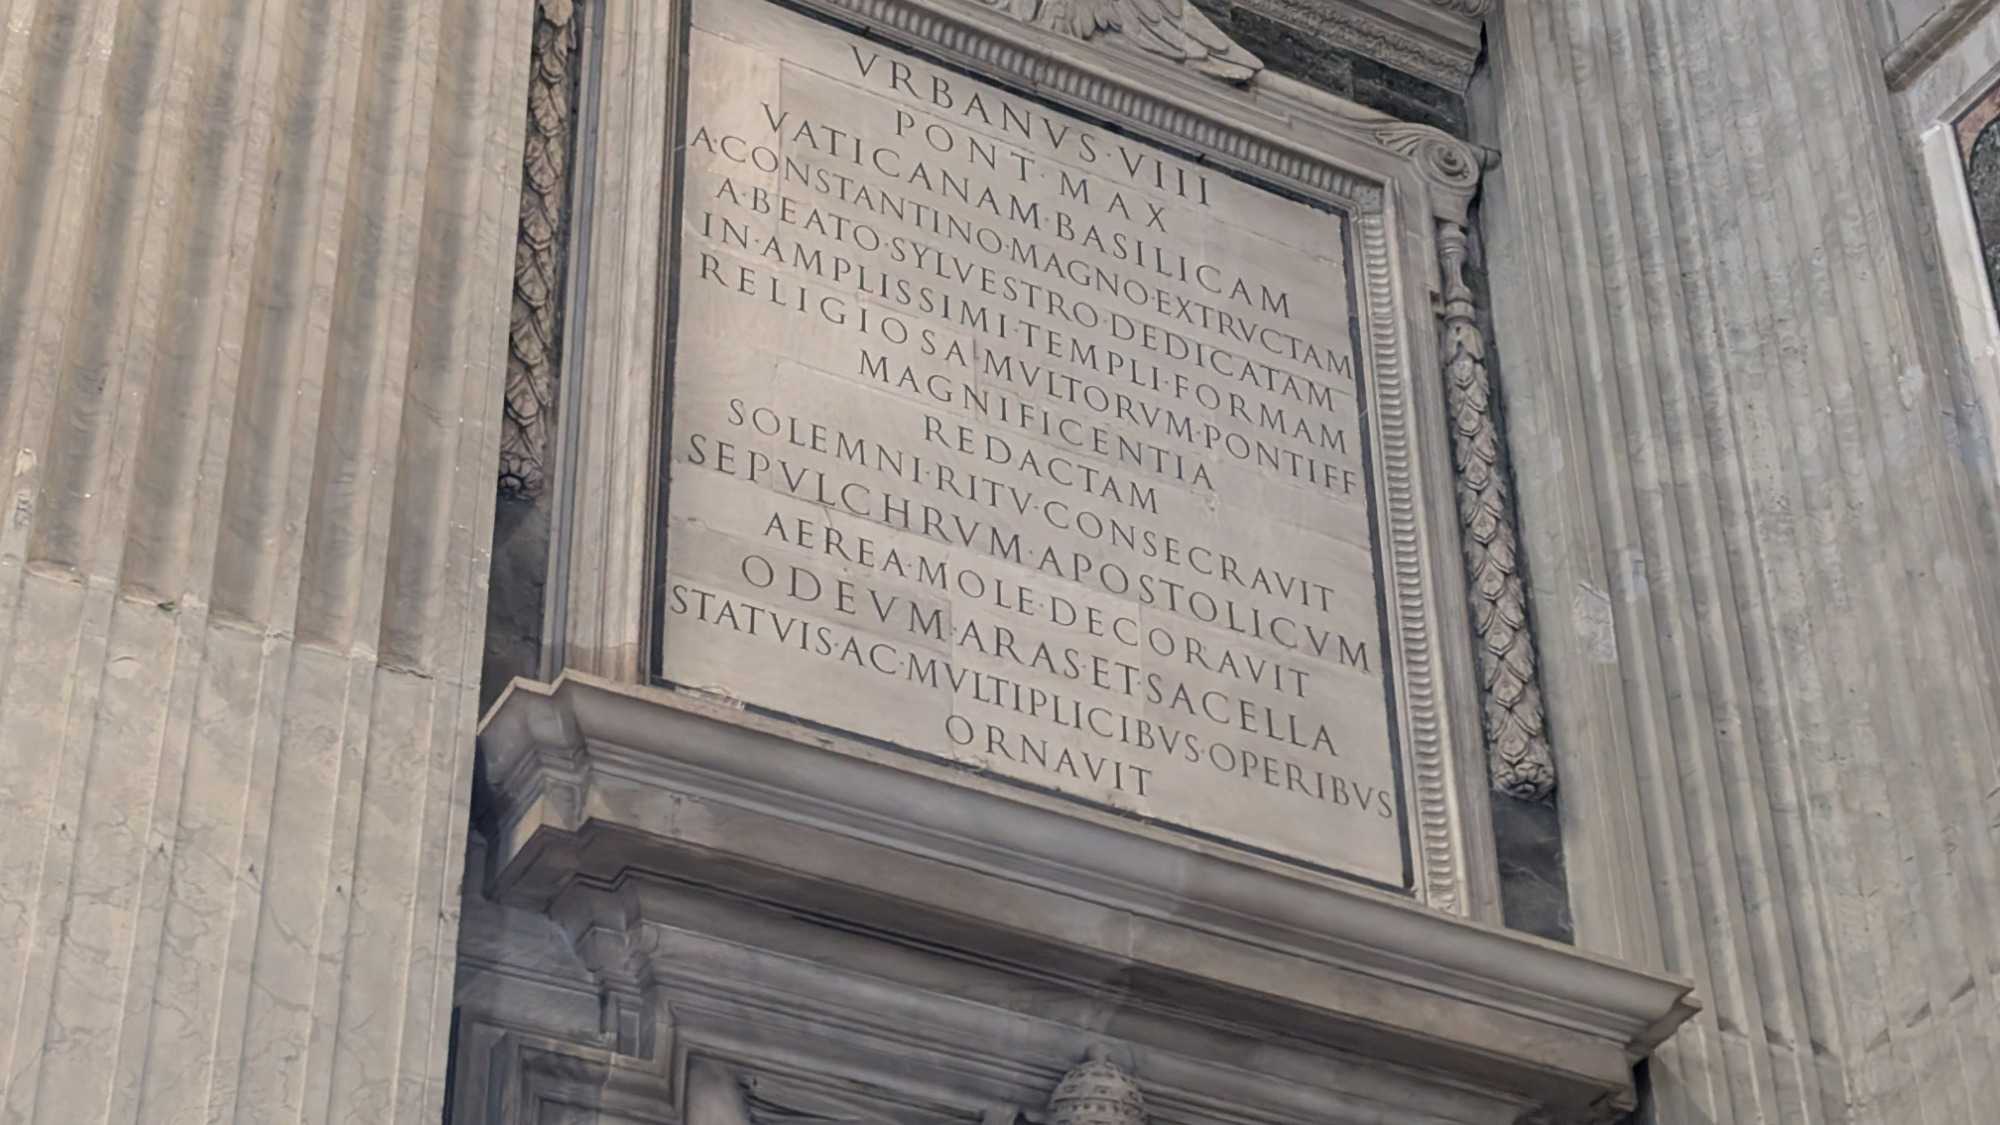 VRBANVS·VIII
PONT·MAX
VATICANAM·BASILICAM
A·CONSTANTINO·MAGNO·EXTRVCTAM
A·BEATO·SYLVESTRO·DEDICATAM
IN·AMPLISSIMI·TEMPLI·FORMAM
RELIGIOSA·MVLTORVM·PONTIFF
MAGNIFICENTIA
REDACTAM
SOLEMNI·RITV·CONSECRAVIT
SEPVLCHRVM·APOSTOLICVM
AEREA·MOLE·DECORAVIT
ODEVM·ARAS·ET·SACELLA
STATVIS·AC·MVLTIPLICIBVS·OPERIBVS
ORNAVIT